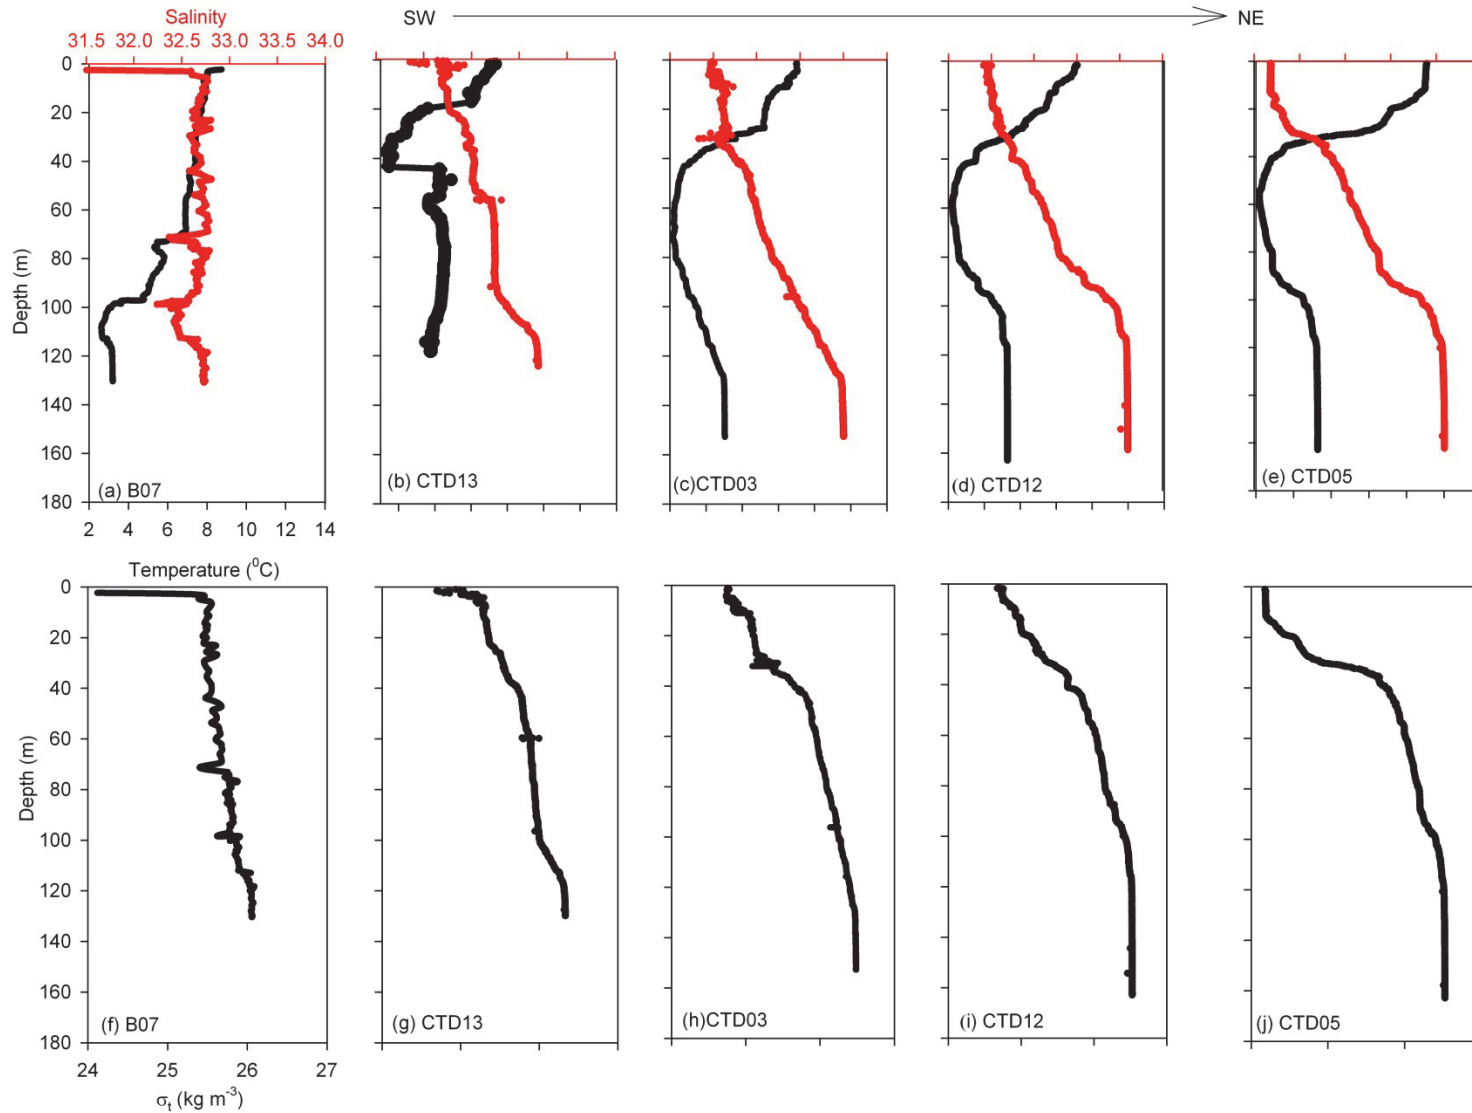 Salinity
31.5 32.0 32.5 33.0 33.5 34.0
SW
NE
0
20
40
60
80
100
120
140
160
180
Depth (m)
(a) B07
(b) CTD13
(c)CTD03
(d) CTD12
(e) CTD05
2 4 6 8 10 12 14
Temperature (⁰C)
0
20
40
60
80
100
120
140
160
180
Depth (m)
(f) B07
(g) CTD13
(h)CTD03
(i) CTD12
(j) CTD05
24 25 26 27
σt (kg m⁻³)